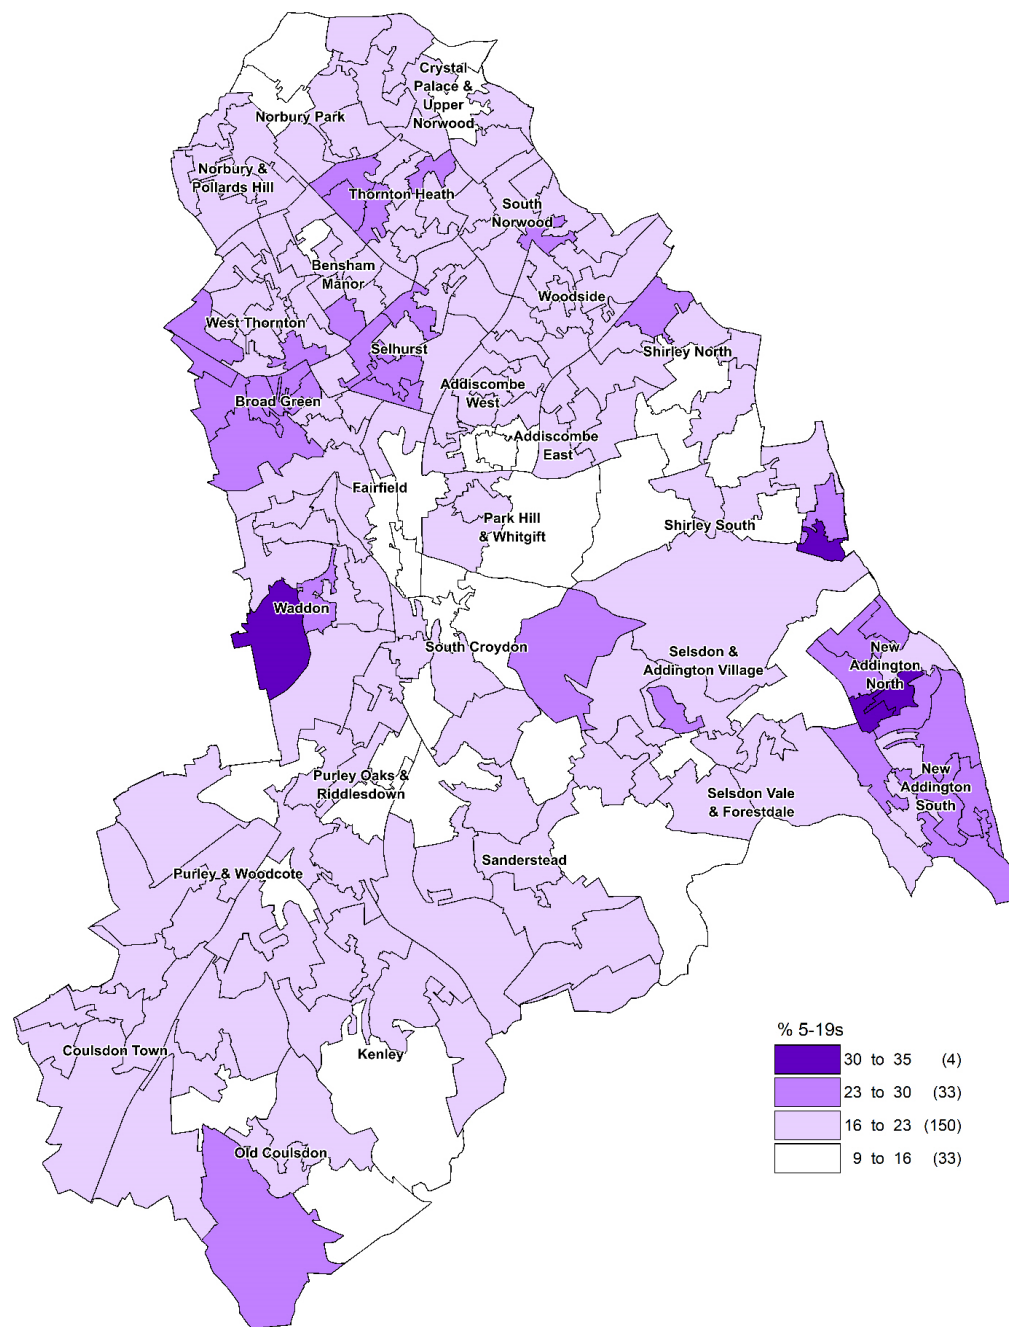 Crystal
Palace &
Upper
Norwood
Norbury Park
Norbury &
Pollards Hill
Thornton Heath
South
Norwood
Bensham
Manor
Woodside
West Thornton
Selhurst
Shirley North
Addiscombe
West
Broad Green
Addiscombe
East
Fairfield
Park Hill
& Whitgift
Shirley South
Waddon
South Croydon
Selsdon &
Addington Village
New
Addington
North
Purley Oaks &
Riddlesdown
New
Addington
South
Selsdon Vale
& Forestdale
Sanderstead
Purley & Woodcote
Coulsdon Town
Kenley
Old Coulsdon
% 5-19s
30 to 35 (4)
23 to 30 (33)
16 to 23 (150)
9 to 16 (33)